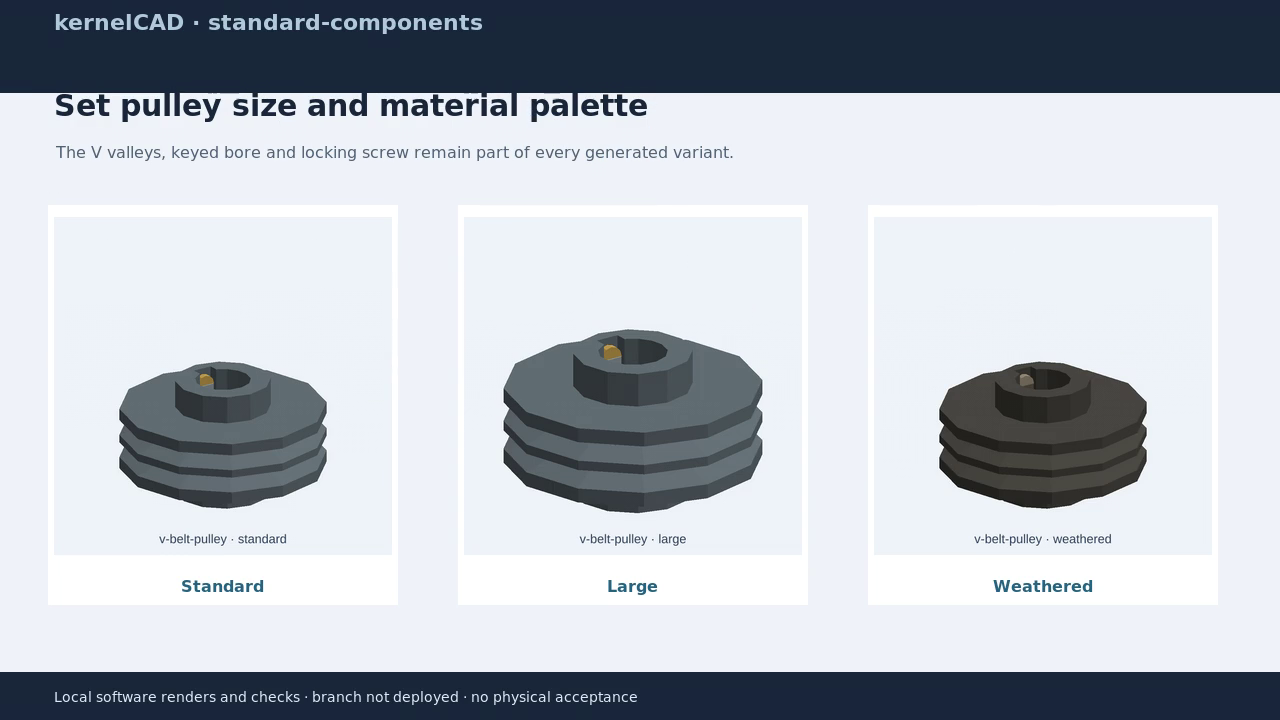 kernelCAD · standard-components
Set pulley size and material palette
The V valleys, keyed bore and locking screw remain part of every generated variant.
v-belt-pulley · standard
Standard
v-belt-pulley · large
Large
v-belt-pulley · weathered
Weathered
Local software renders and checks · branch not deployed · no physical acceptance